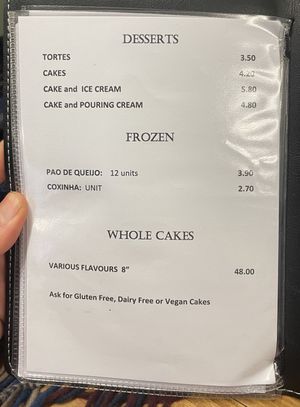 DESSERTS
TORTES 3.50
CAKES 4.20
CAKE and ICE CREAM 5.80
CAKE and POURING CREAM 4.80
FROZEN
PAO DE QUEIJO: 12 units 3.90
COXINHA: UNIT 2.70
WHOLE CAKES
VARIOUS FLAVOURS 8" 48.00
Ask for Gluten Free, Dairy Free or Vegan Cakes